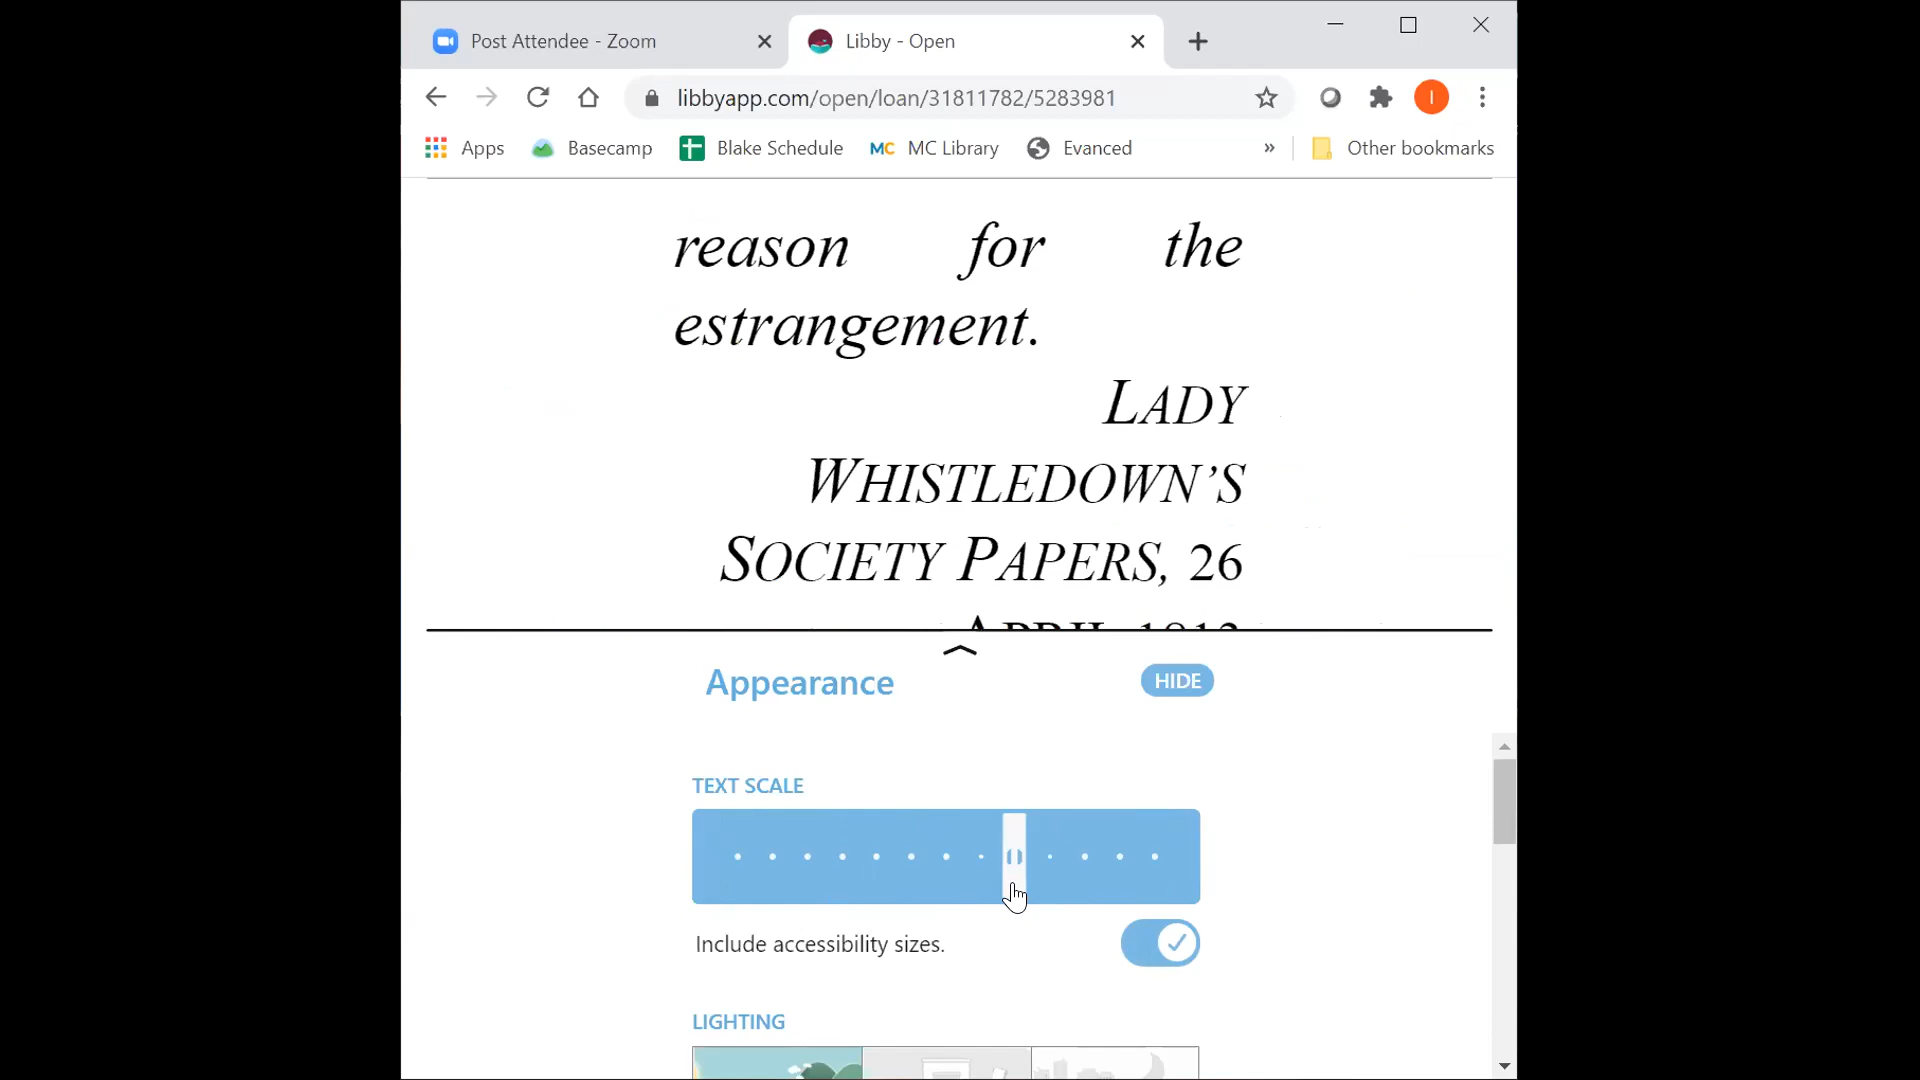 Post Attendee - Zoom
Libby - Open
libbyapp.com/open/loan/31811782/5283981
I
Apps
Basecamp
Blake Schedule
MC MC Library
Evanced
»
Other bookmarks
reason for the
estrangement.
LADY
WHISTLEDOWN’S
SOCIETY PAPERS, 26
APRIL 1813
Appearance
HIDE
TEXT SCALE
Include accessibility sizes.
LIGHTING